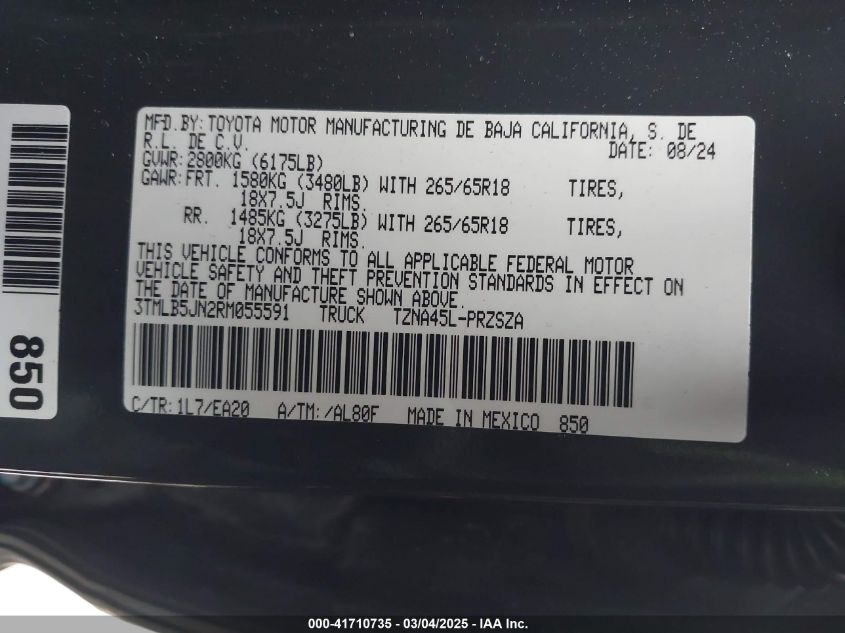 MFD. BY: TOYOTA MOTOR MANUFACTURING DE BAJA CALIFORNIA, S. DE
R.L. DE C.V. DATE: 08/24
GVWR: 2800KG (6175LB)
GAWR: FRT. 1580KG (3480LB) WITH 265/65R18 TIRES,
18X7.5J RIMS.
RR. 1485KG (3275LB) WITH 265/65R18 TIRES,
18X7.5J RIMS.
THIS VEHICLE CONFORMS TO ALL APPLICABLE FEDERAL MOTOR
VEHICLE SAFETY AND THEFT PREVENTION STANDARDS IN EFFECT ON
THE DATE OF MANUFACTURE SHOWN ABOVE.
3TMLB5JN2RM055591 TRUCK TZNA45L-PRZSZA
C/TR: 1L7/EA20 A/TM: /AL80F MADE IN MEXICO 850
850
000-41710735 - 03/04/2025 - IAA Inc.